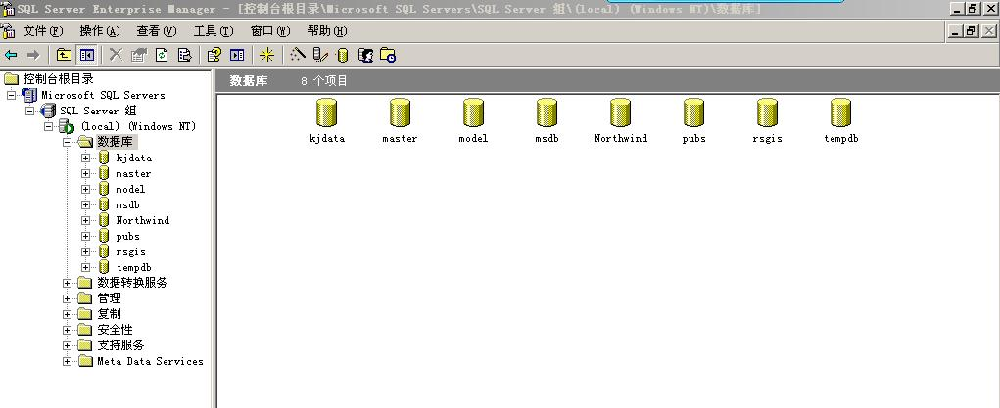 SQL Server Enterprise Manager - [控制台根目录\Microsoft SQL Servers\SQL Server 组\(local) (Windows NT)\数据库]
文件(F) 操作(A) 查看(V) 工具(T) 窗口(W) 帮助(H)
控制台根目录
Microsoft SQL Servers
SQL Server 组
(local) (Windows NT)
数据库
kjdata
master
model
msdb
Northwind
pubs
rsgis
tempdb
数据转换服务
管理
复制
安全性
支持服务
Meta Data Services
数据库 8 个项目
kjdata master model msdb Northwind pubs rsgis tempdb